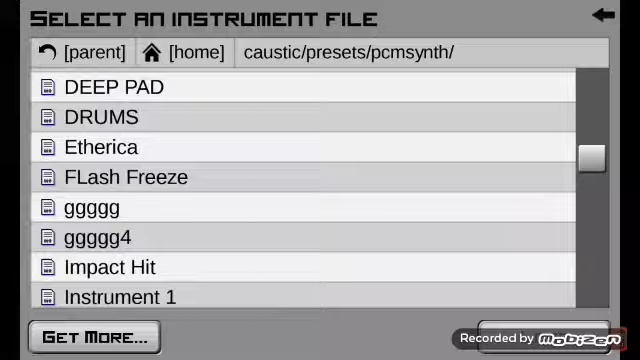 Select an instrument file
[parent] [home] caustic/presets/pcmsynth/
DEEP PAD
DRUMS
Etherica
FLash Freeze
ggggg
ggggg4
Impact Hit
Instrument 1
Get More...
Recorded by MOBIZEN